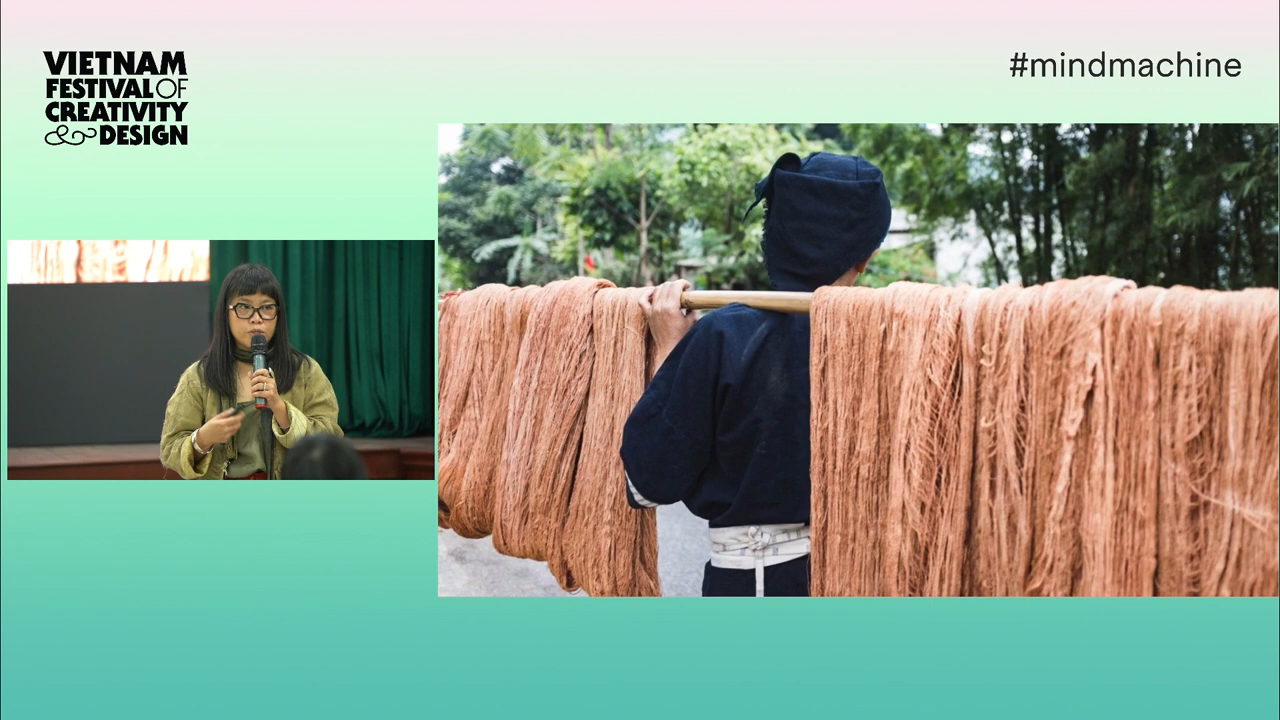 VIETNAM
FESTIVAL OF
CREATIVITY
& DESIGN
#mindmachine